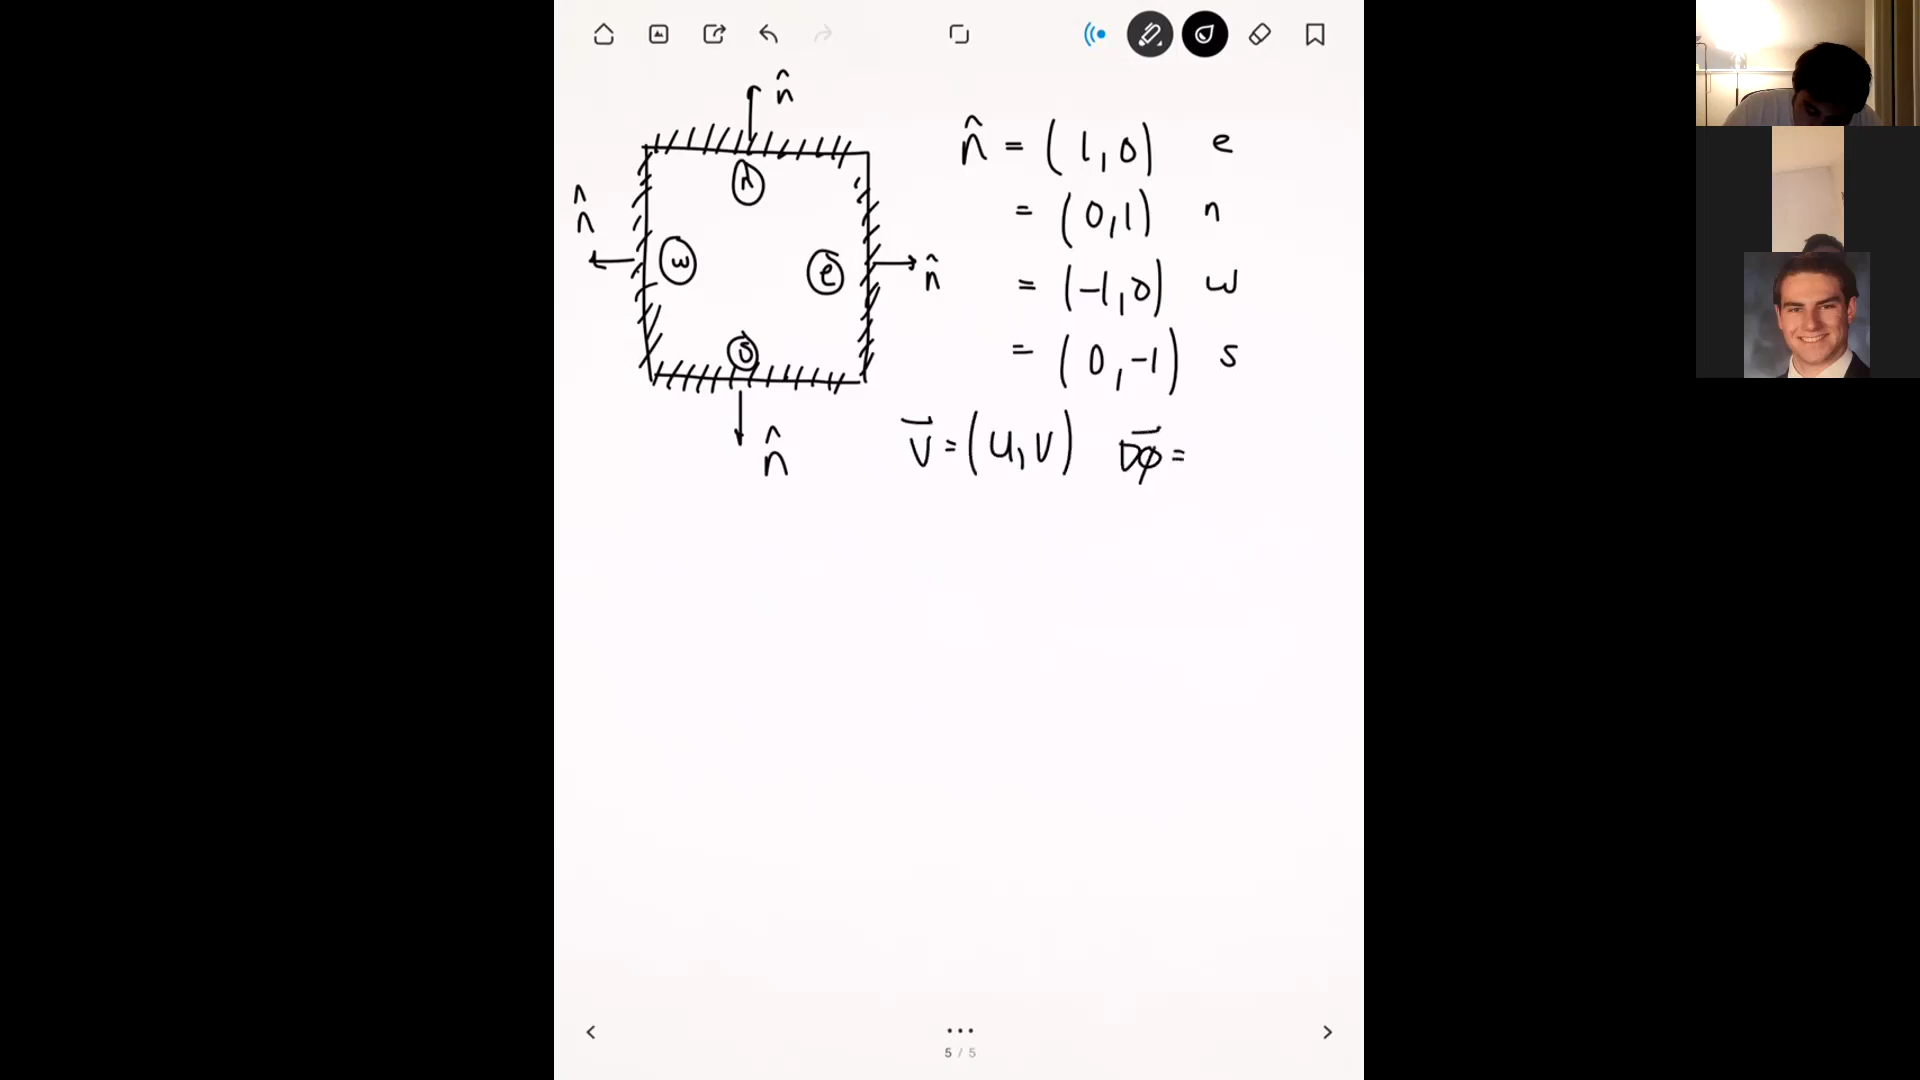 n̂
n̂ = (1,0) e
n
n̂
= (0,1) n
w
e
n̂
= (-1,0) w
s
= (0,-1) s
n̂
V⃗ = (u,v) ∇ϕ⃗ =
5 / 5